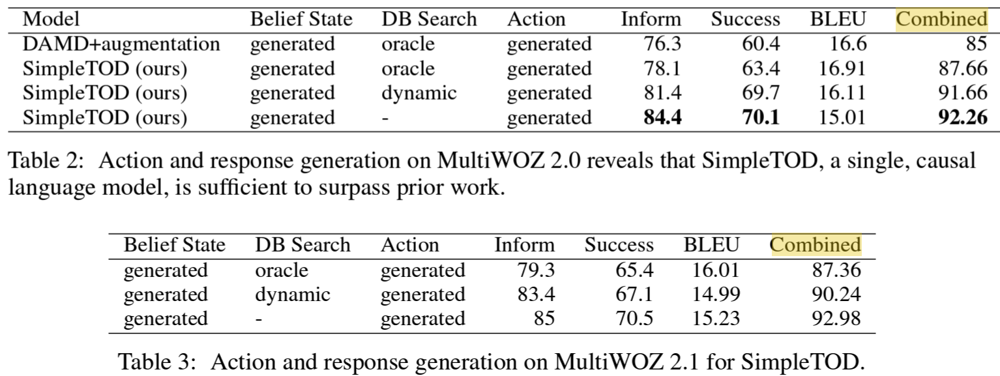 Model Belief State DB Search Action Inform Success BLEU Combined
DAMD+augmentation generated oracle generated 76.3 60.4 16.6 85
SimpleTOD (ours) generated oracle generated 78.1 63.4 16.91 87.66
SimpleTOD (ours) generated dynamic generated 81.4 69.7 16.11 91.66
SimpleTOD (ours) generated - generated 84.4 70.1 15.01 92.26
Table 2: Action and response generation on MultiWOZ 2.0 reveals that SimpleTOD, a single, causal
language model, is sufficient to surpass prior work.
Belief State DB Search Action Inform Success BLEU Combined
generated oracle generated 79.3 65.4 16.01 87.36
generated dynamic generated 83.4 67.1 14.99 90.24
generated - generated 85 70.5 15.23 92.98
Table 3: Action and response generation on MultiWOZ 2.1 for SimpleTOD.